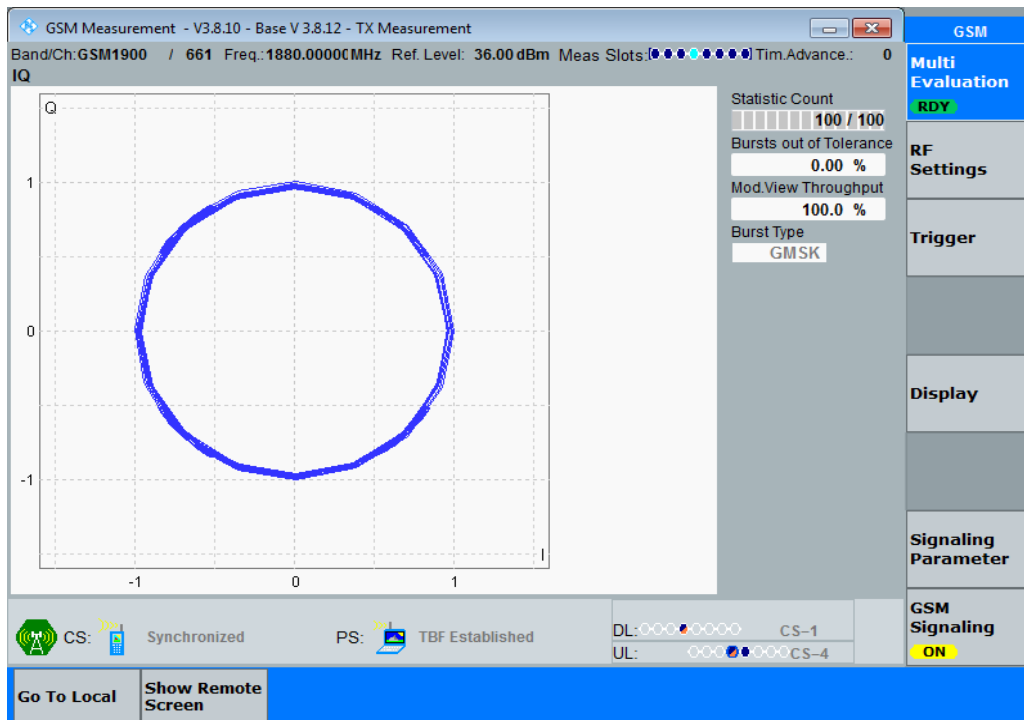 GSM Measurement - V3.8.10 - Base V 3.8.12 - TX Measurement
GSM
Band/Ch:GSM1900 / 661 Freq.:1880.00000 MHz Ref. Level: 36.00 dBm Meas Slots: Tim.Advance.: 0
IQ
Multi
Evaluation
RDY
Q
Statistic Count
100 / 100
Bursts out of Tolerance
0.00 %
Mod.View Throughput
100.0 %
Burst Type
GMSK
RF
Settings
Trigger
1
0
-1
I
-1 0 1
Display
Signaling
Parameter
GSM
Signaling
ON
CS: Synchronized PS: TBF Established
DL: CS-1
UL: CS-4
Go To Local
Show Remote
Screen